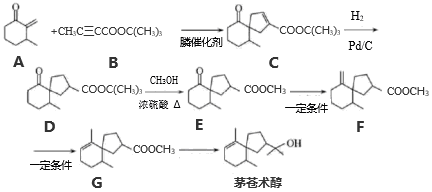 +CH₃C≡COOC(CH₃)₃ 膦催化剂 COOC(CH₃)₃ H₂ Pd/C
A B C
COOC(CH₃)₃ CH₃OH 浓硫酸 Δ COOCH₃ 一定条件 COOCH₃
D E F
一定条件 COOCH₃ OH
G 茅苍术醇